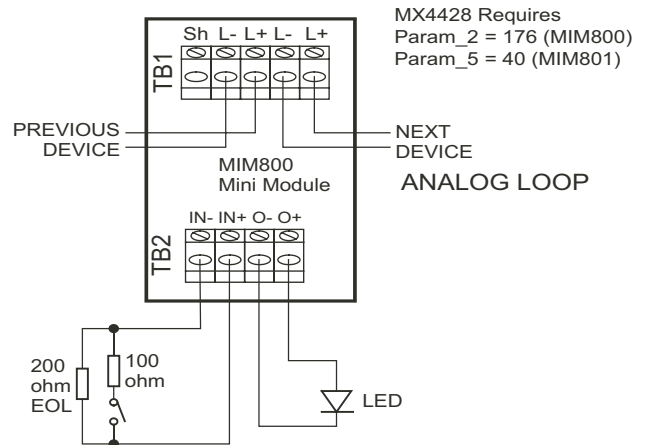 MX4428 Requires
Param_2 = 176 (MIM800)
Param_5 = 40 (MIM801)
Sh L- L+ L- L+
TB1
PREVIOUS
DEVICE
NEXT
DEVICE
MIM800
Mini Module
ANALOG LOOP
IN- IN+ O- O+
TB2
200
ohm
EOL
100
ohm
LED